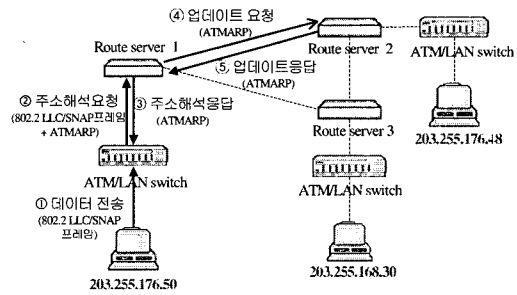 ④ 업데이트 요청
(ATMARP)
Route server 1
Route server 2
ATM/LAN switch
⑤ 업데이트응답
(ATMARP)
② 주소해석요청
(802.2 LLC/SNAP프레임
+ ATMARP)
③ 주소해석응답
(ATMARP)
Route server 3
203.255.176.48
ATM/LAN switch
ATM/LAN switch
① 데이터 전송
(802.2 LLC/SNAP
프레임)
203.255.176.50
203.255.168.30